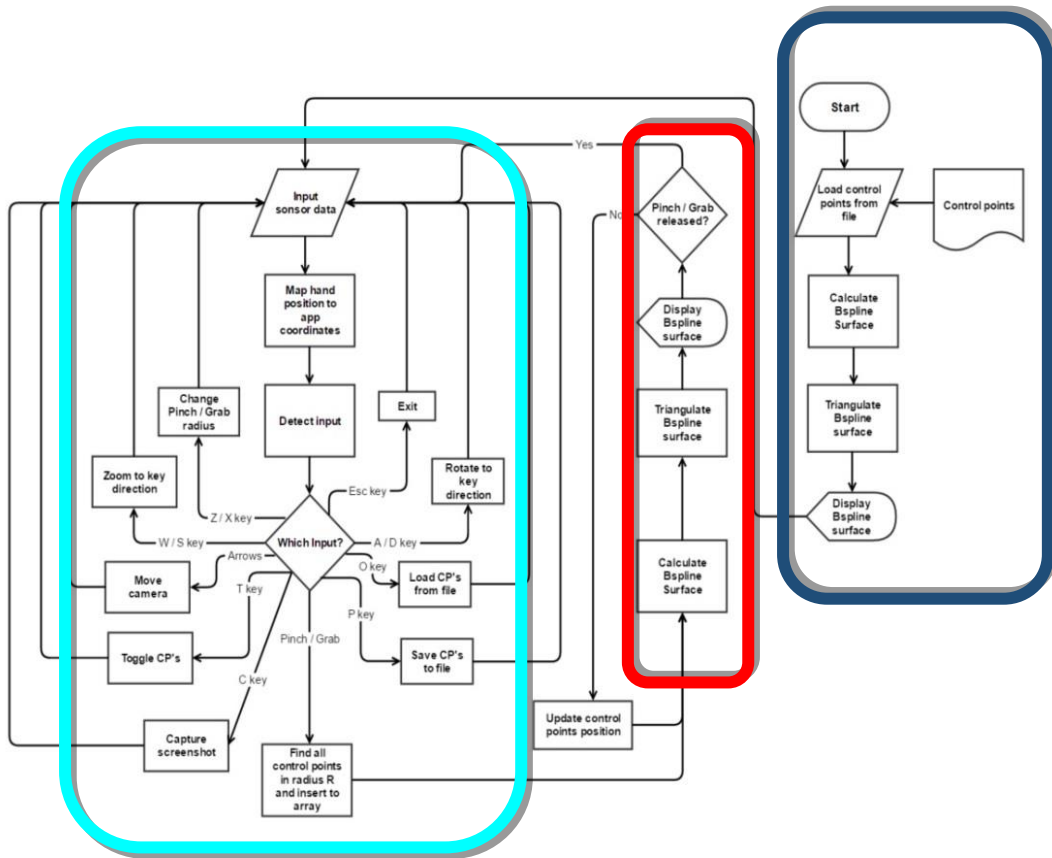 Start
Load control
points from
file
Control points
Calculate
Bspline
Surface
Triangulate
Bspline
surface
Display
Bspline
surface
Yes
No
Pinch / Grab
released?
Display
Bspline
surface
Triangulate
Bspline
surface
Calculate
Bspline
Surface
Update control
points position
Input
sonsor data
Map hand
position to
app
coordinates
Detect input
Which Input?
Change
Pinch / Grab
radius
Exit
Zoom to key
direction
Rotate to
key
direction
Esc key
Z / X key
W / S key
A / D key
Arrows
O key
Move
camera
Load CP's
from file
T key
P key
Pinch / Grab
Toggle CP's
Save CP's
to file
C key
Capture
screenshot
Find all
control points
in radius R
and insert to
array